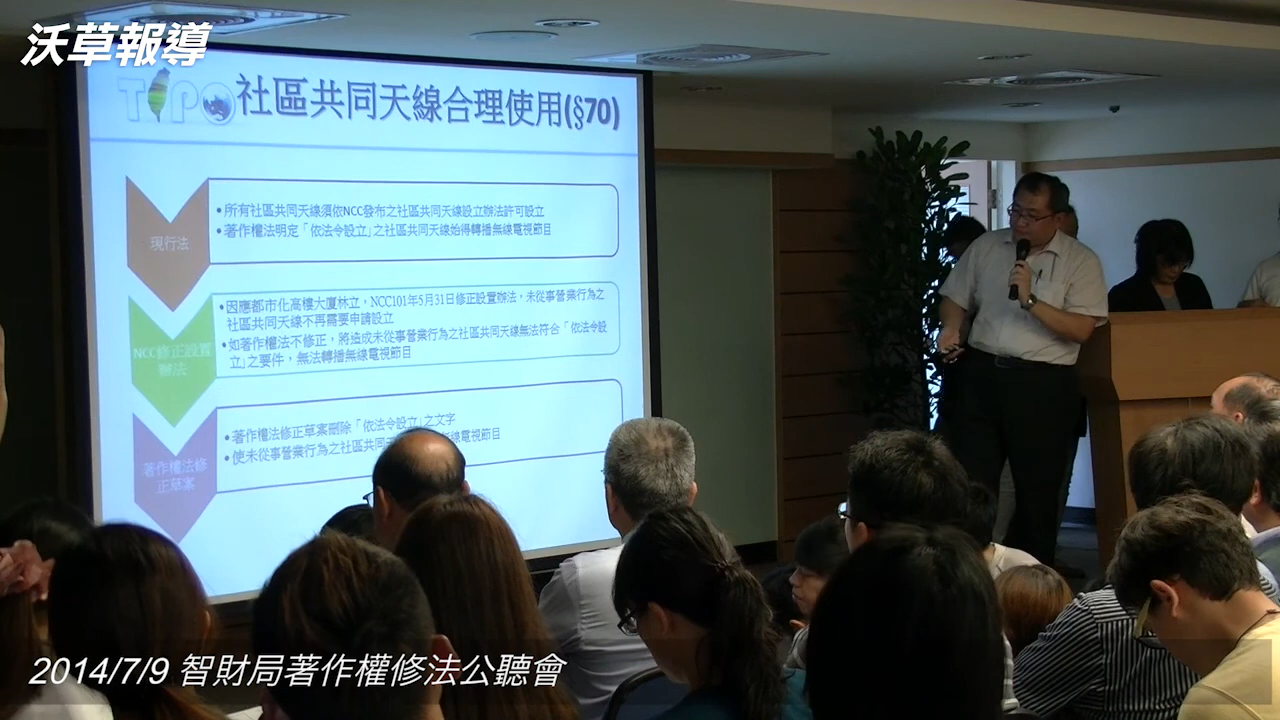 沃草報導
TIPO 社區共同天線合理使用(§70)
現行法
•所有社區共同天線須依NCC發布之社區共同天線設立辦法許可設立
•著作權法明定「依法令設立」之社區共同天線始得轉播無線電視節目
NCC修正設置
辦法
•因應都市化高樓大廈林立，NCC101年5月31日修正設置辦法，未從事營業行為之
社區共同天線不再需要申請設立
•如著作權法不修正，將造成未從事營業行為之社區共同天線無法符合「依法令設
立」之要件，無法轉播無線電視節目
著作權法修
正草案
•著作權法修正草案刪除「依法令設立」之文字
•使未從事營業行為之社區共同天 無線電視節目
2014/7/9 智財局著作權修法公聽會